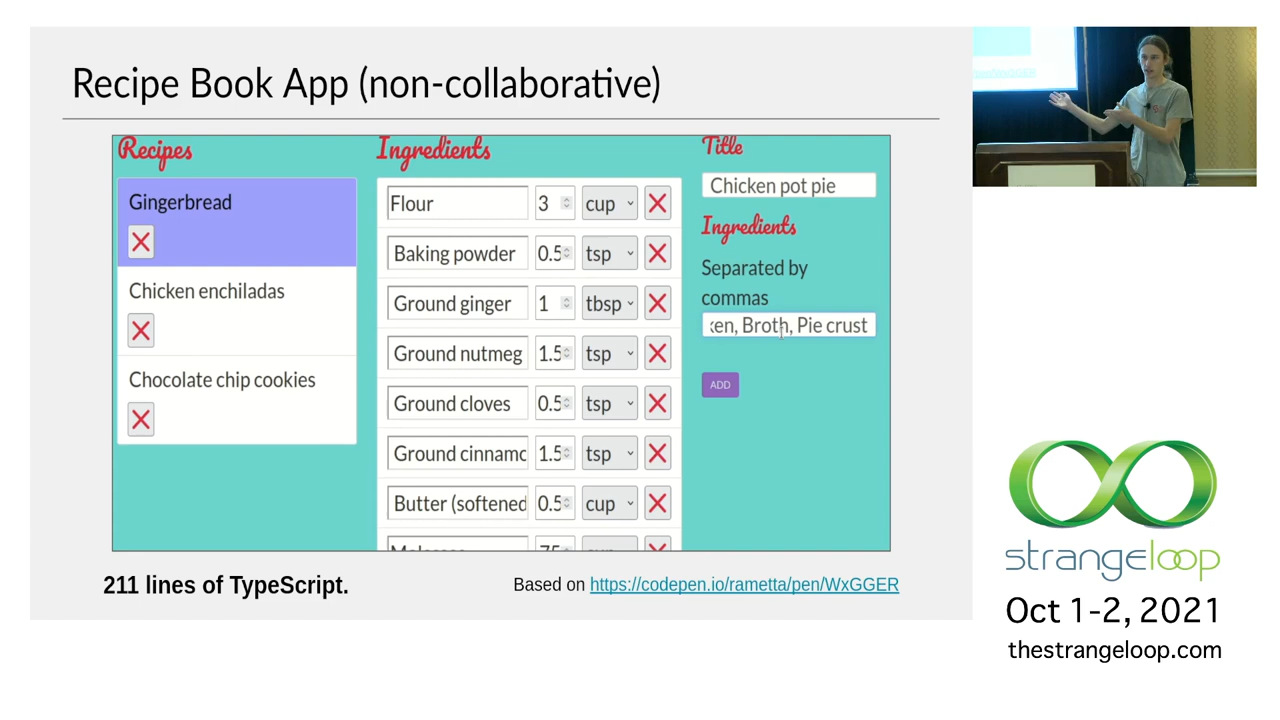 Recipe Book App (non-collaborative)
Recipes
Gingerbread
Chicken enchiladas
Chocolate chip cookies
Ingredients
Flour 3 cup
Baking powder 0.5 tsp
Ground ginger 1 tbsp
Ground nutmeg 1.5 tsp
Ground cloves 0.5 tsp
Ground cinnamo 1.5 tsp
Butter (softened 0.5 cup
Title
Chicken pot pie
Ingredients
Separated by
commas
ken, Broth, Pie crust
ADD
211 lines of TypeScript.
Based on https://codepen.io/rametta/pen/WxGGER
strangeloop
Oct 1-2, 2021
thestrangeloop.com